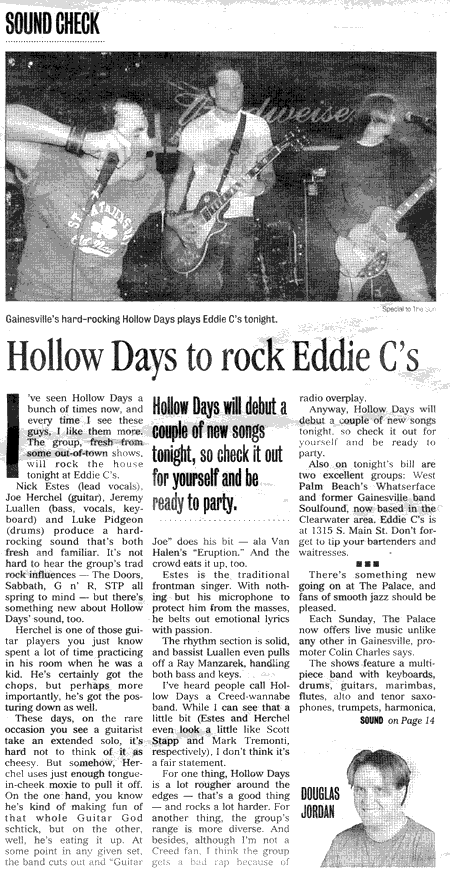 SOUND CHECK
Budweiser
Special to The Sun
Gainesville's hard-rocking Hollow Days plays Eddie C's tonight.
Hollow Days to rock Eddie C's
I've seen Hollow Days a
bunch of times now, and
every time I see these
guys, I like them more.
The group, fresh from
some out-of-town shows,
will rock the house
tonight at Eddie C's.
Nick Estes (lead vocals),
Joe Herchel (guitar), Jeremy
Luallen (bass, vocals, key-
board) and Luke Pidgeon
(drums) produce a hard-
rocking sound that's both
fresh and familiar. It's not
hard to hear the group's trad
rock influences — The Doors,
Sabbath, G n' R, STP all
spring to mind — but there's
something new about Hollow
Days' sound, too.
Herchel is one of those gui-
tar players you just know
spent a lot of time practicing
in his room when he was a
kid. He's certainly got the
chops, but perhaps more
importantly, he's got the pos-
turing down as well.
These days, on the rare
occasion you see a guitarist
take an extended solo, it's
hard not to think of it as
cheesy. But somehow, Her-
chel uses just enough tongue-
in-cheek moxie to pull it off.
On the one hand, you know
he's kind of making fun of
that whole Guitar God
schtick, but on the other,
well, he's eating it up. At
some point in any given set,
the band cuts out and "Guitar
Hollow Days will debut a
couple of new songs
tonight, so check it out
for yourself and be
ready to party.
Joe" does his bit — ala Van
Halen's "Eruption." And the
crowd eats it up, too.
Estes is the traditional
frontman singer. With noth-
ing but his microphone to
protect him from the masses,
he belts out emotional lyrics
with passion.
The rhythm section is solid,
and bassist Luallen even pulls
off a Ray Manzarek, handling
both bass and keys.
I've heard people call Hol-
low Days a Creed-wannabe
band. While I can see that a
little bit (Estes and Herchel
even look a little like Scott
Stapp and Mark Tremonti,
respectively), I don't think it's
a fair statement.
For one thing, Hollow Days
is a lot rougher around the
edges — that's a good thing
— and rocks a lot harder. For
another thing, the group's
range is more diverse. And
besides, although I'm not a
Creed fan, I think the group
gets a bad rap because of
radio overplay.
Anyway, Hollow Days will
debut a couple of new songs
tonight, so check it out for
yourself and be ready to
party.
Also on tonight's bill are
two excellent groups: West
Palm Beach's Whatserface
and former Gainesville band
Soulfound, now based in the
Clearwater area. Eddie C's is
at 1315 S. Main St. Don't for-
get to tip your bartenders and
waitresses.
There's something new
going on at The Palace, and
fans of smooth jazz should be
pleased.
Each Sunday, The Palace
now offers live music unlike
any other in Gainesville, pro-
moter Colin Charles says.
The shows feature a multi-
piece band with keyboards,
drums, guitars, marimbas,
flutes, alto and tenor saxo-
phones, trumpets, harmonica,
SOUND on Page 14
DOUGLAS
JORDAN